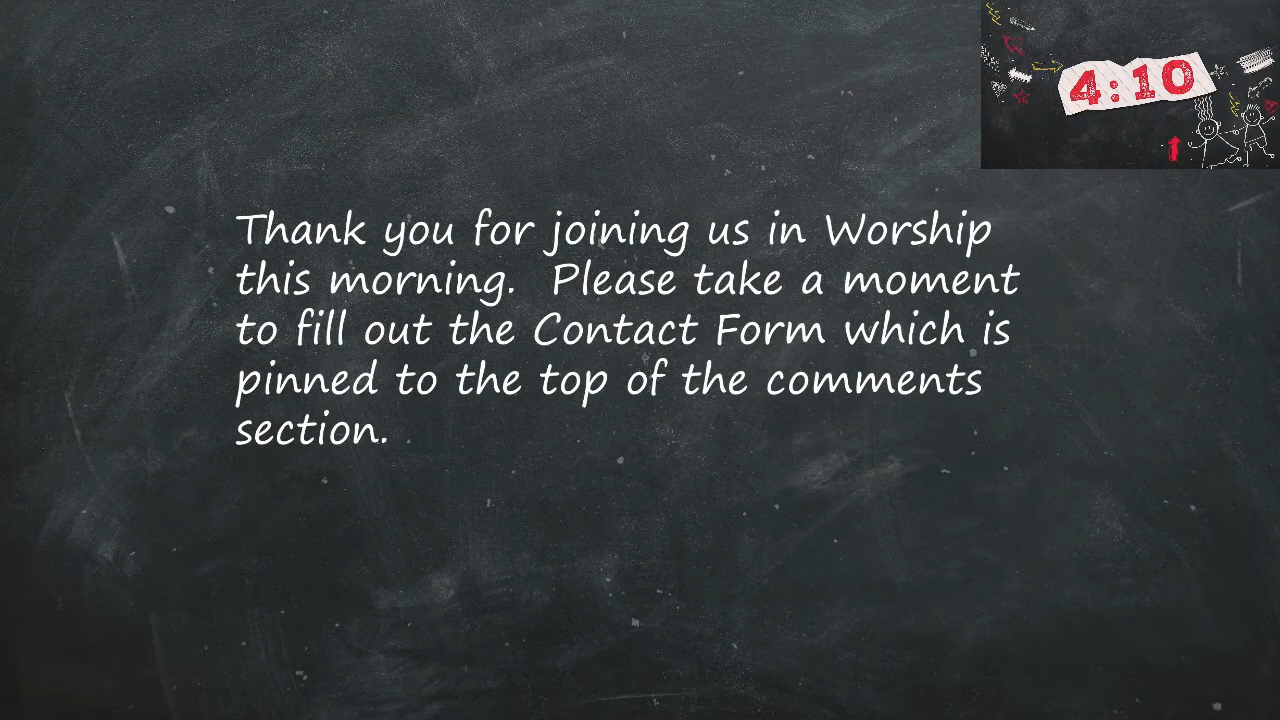 4:10
Thank you for joining us in Worship
this morning.  Please take a moment
to fill out the Contact Form which is
pinned to the top of the comments
section.